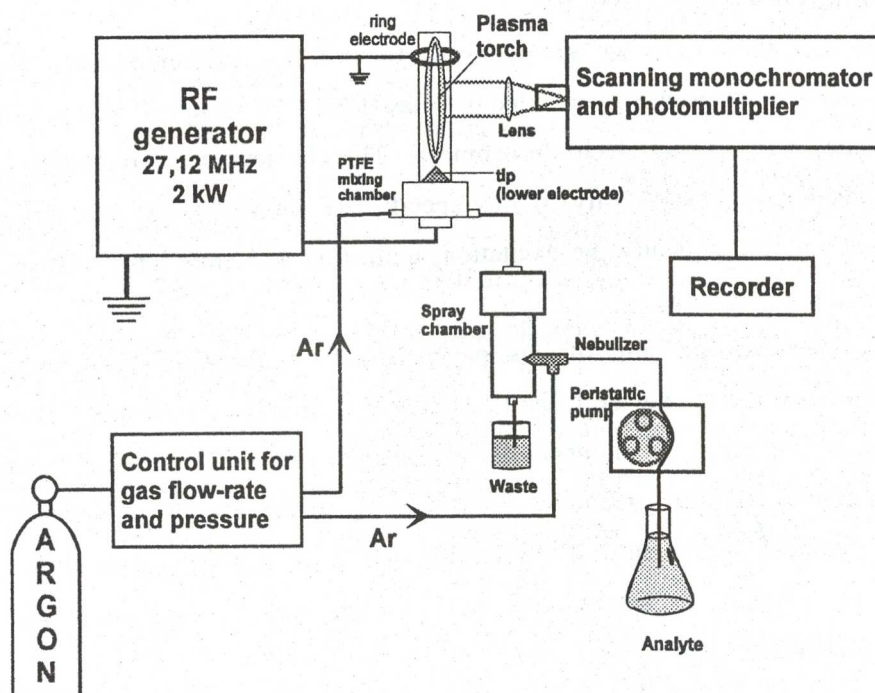 ring
electrode
Plasma
torch
RF
generator
27,12 MHz
2 kW
Scanning monochromator
and photomultiplier
Lens
PTFE
mixing
chamber
tip
(lower electrode)
Recorder
Spray
chamber
Nebulizer
Ar
Peristaltic
pump
Control unit for
gas flow-rate
and pressure
Waste
Ar
ARGON
Analyte